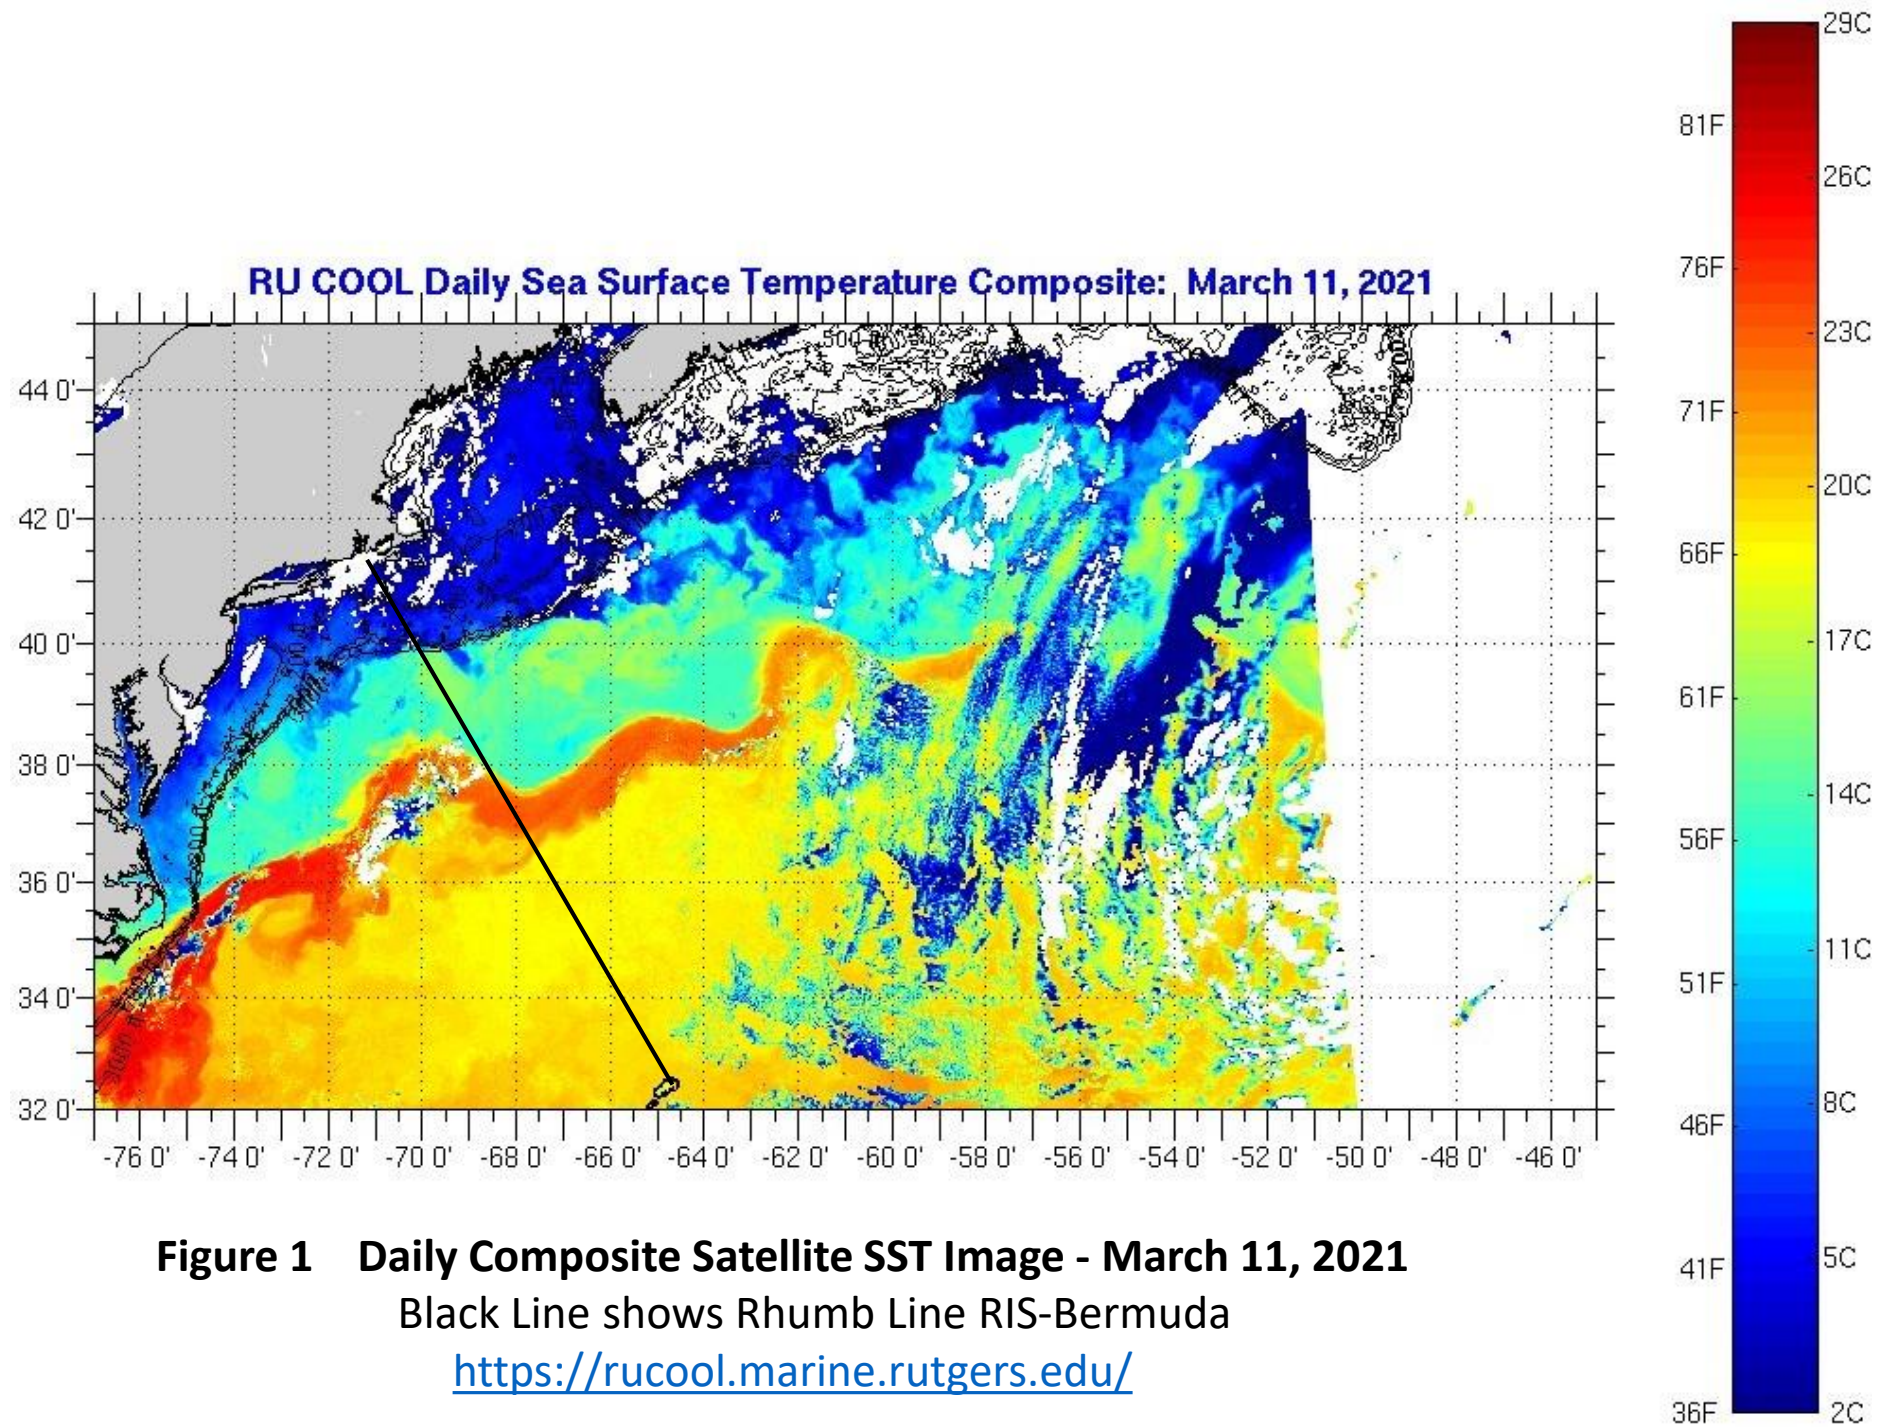 RU COOL Daily Sea Surface Temperature Composite: March 11, 2021
44 0'
42 0'
40 0'
38 0'
36 0'
34 0'
32 0'
-76 0' -74 0' -72 0' -70 0' -68 0' -66 0' -64 0' -62 0' -60 0' -58 0' -56 0' -54 0' -52 0' -50 0' -48 0' -46 0'
29C
81F
26C
76F
23C
71F
20C
66F
17C
61F
14C
56F
11C
51F
8C
46F
5C
41F
36F 2C
Figure 1 Daily Composite Satellite SST Image - March 11, 2021
Black Line shows Rhumb Line RIS-Bermuda
https://rucool.marine.rutgers.edu/